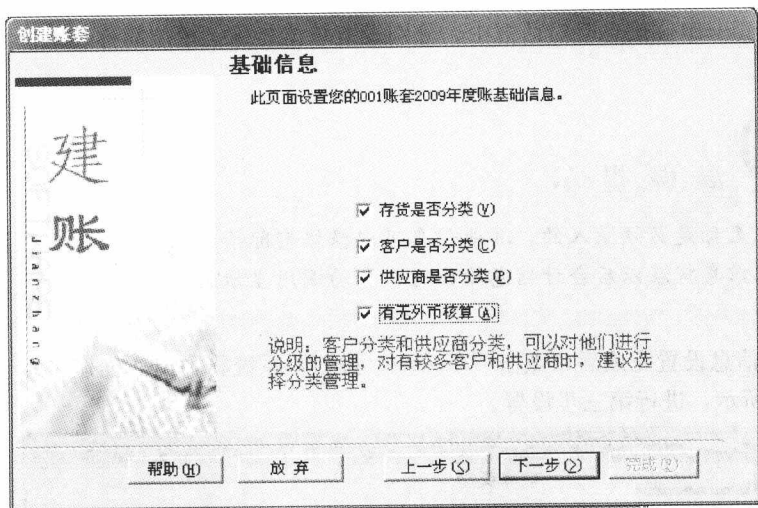 创建账套
基础信息
此页面设置您的001账套2009年度账基础信息。
建
账
Jianzhang
存货是否分类(V)
客户是否分类(C)
供应商是否分类(P)
有无外币核算(A)
说明：客户分类和供应商分类，可以对他们进行
分级的管理，对有较多客户和供应商时，建议选
择分类管理。
帮助(H) 放弃 上一步(<) 下一步(>) 完成